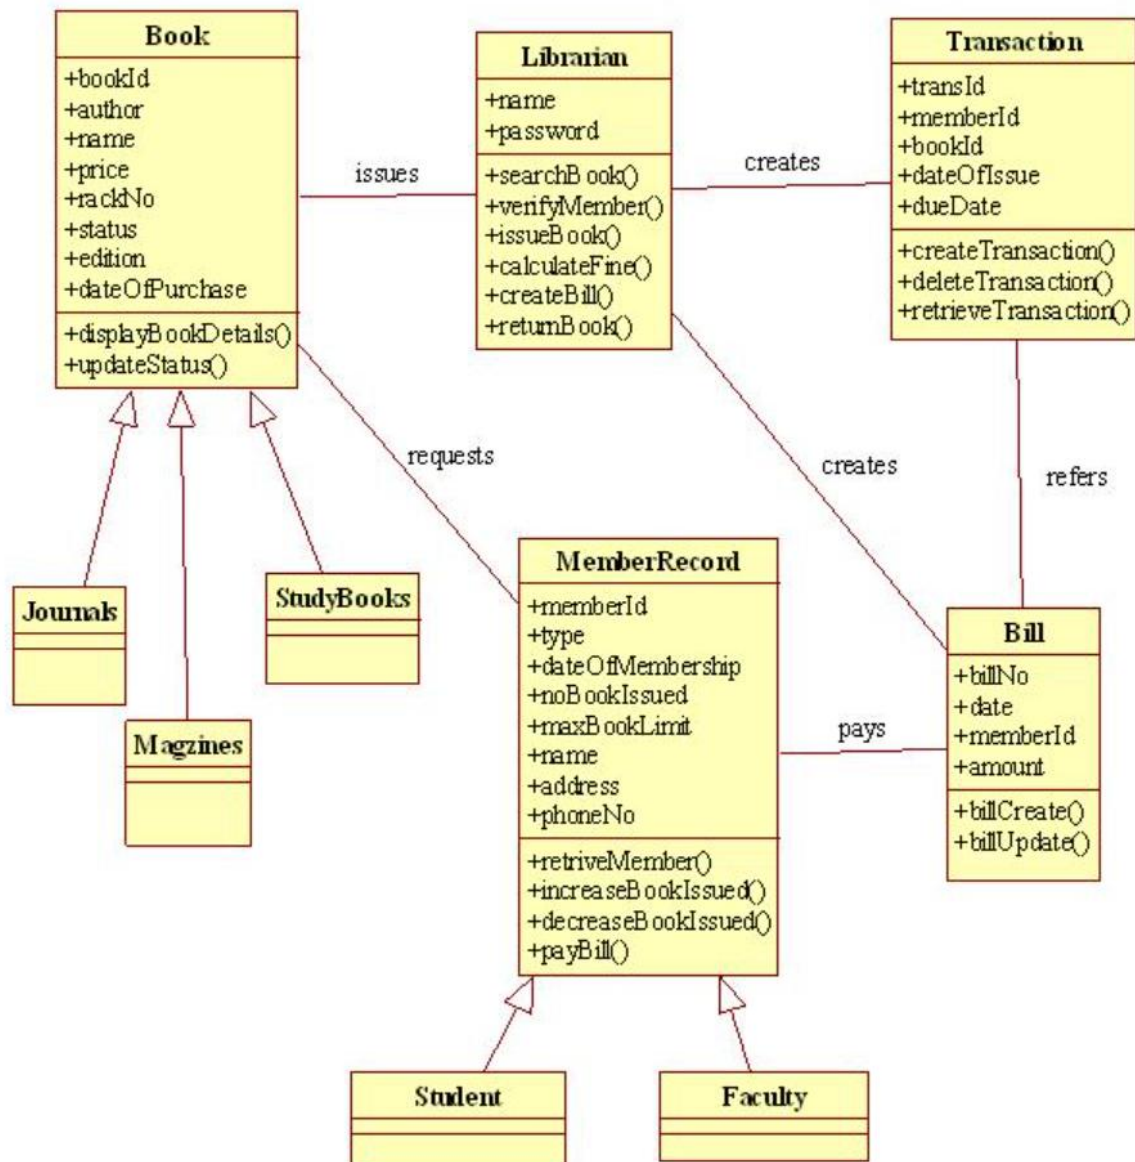 Book
+bookId
+author
+name
+price
+rackNo
+status
+edition
+dateOfPurchase
+displayBookDetails()
+updateStatus()
issues
Librarian
+name
+password
+searchBook()
+verifyMember()
+issueBook()
+calculateFine()
+createBill()
+returnBook()
creates
Transaction
+transId
+memberId
+bookId
+dateOfIssue
+dueDate
+createTransaction()
+deleteTransaction()
+retrieveTransaction()
requests
creates
refers
Journals
Magzines
StudyBooks
MemberRecord
+memberId
+type
+dateOfMembership
+noBookIssued
+maxBookLimit
+name
+address
+phoneNo
+retriveMember()
+increaseBookIssued()
+decreaseBookIssued()
+payBill()
pays
Bill
+billNo
+date
+memberId
+amount
+billCreate()
+billUpdate()
Student
Faculty